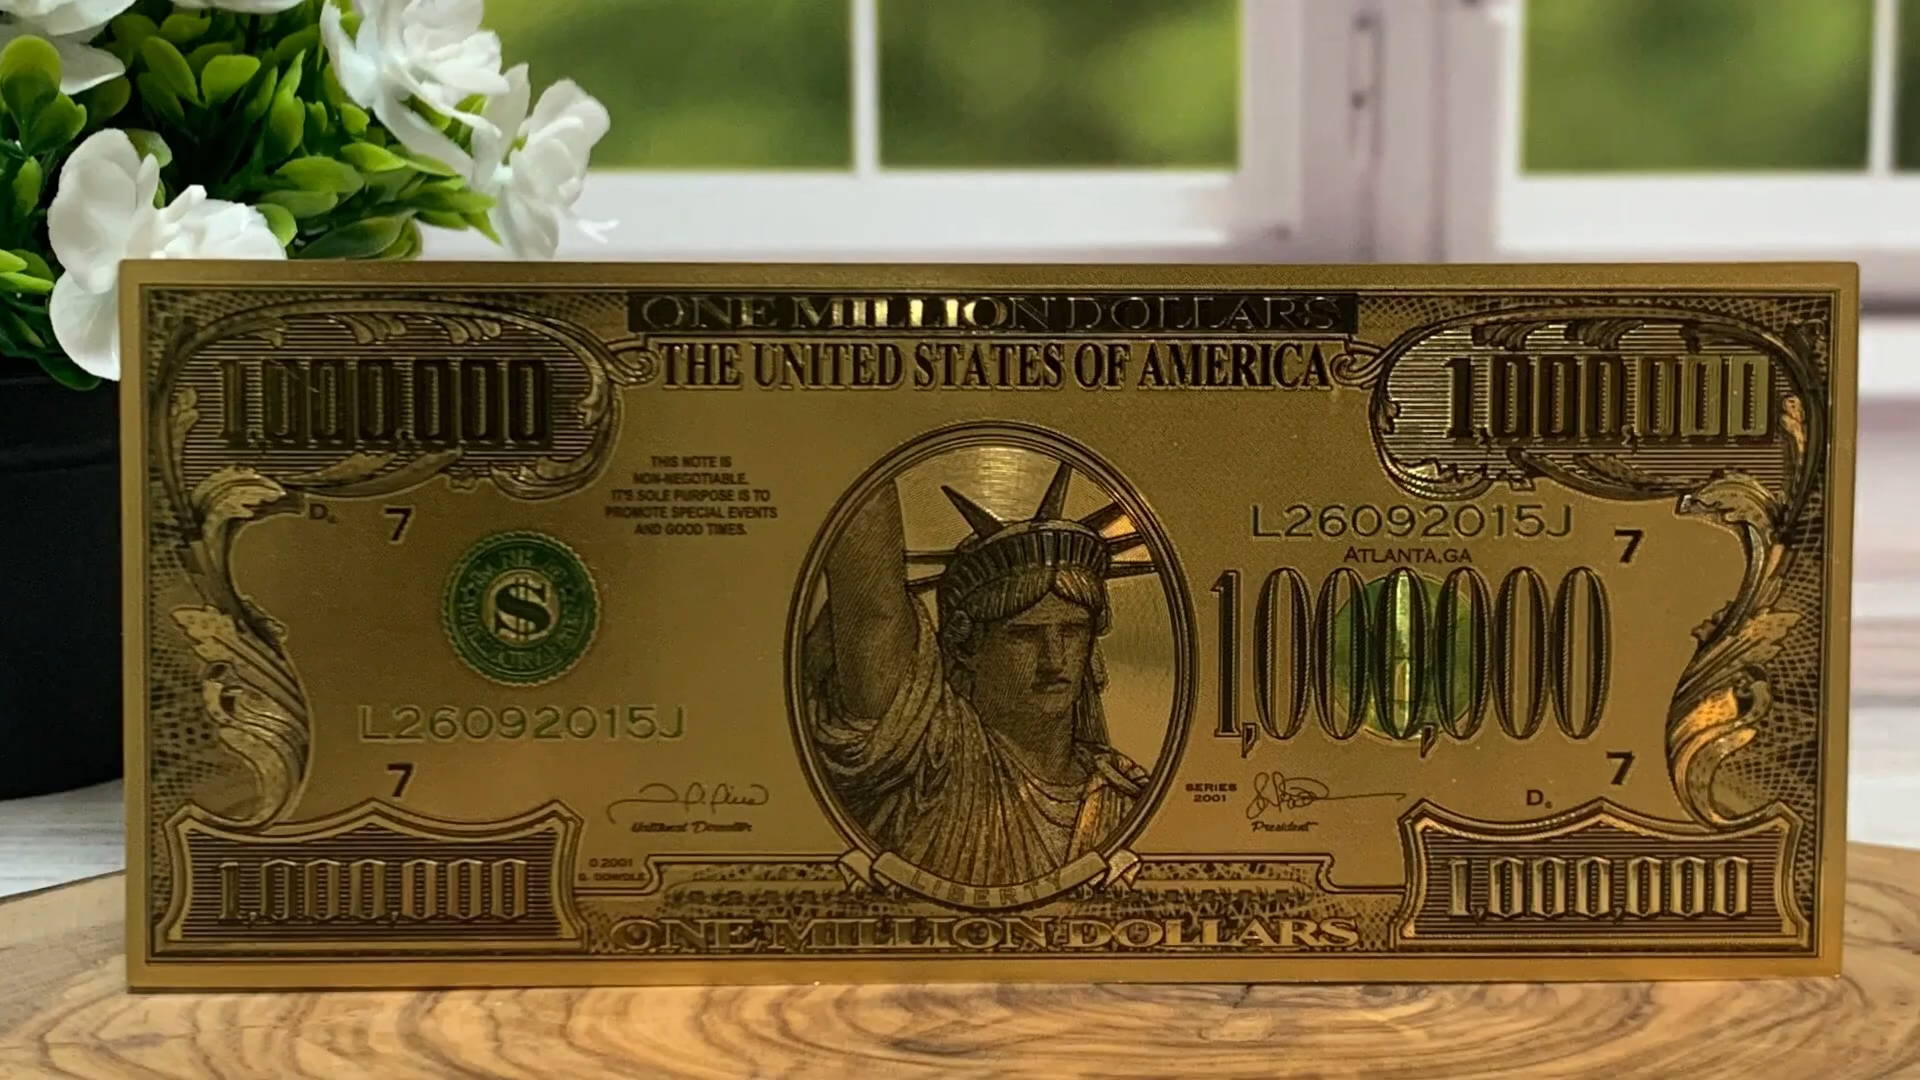 ONE MILLION DOLLARS
THE UNITED STATES OF AMERICA
1,000,000
1,000,000
THIS NOTE IS
NON-NEGOTIABLE.
IT'S SOLE PURPOSE IS TO
PROMOTE SPECIAL EVENTS
AND GOOD TIMES.
D
7
L26092015J
ATLANTA,GA
7
$
1,000,000
L26092015J
7
7
SERIES
2001
President
D
©2001
LIBERTY
1,000,000
1,000,000
ONE MILLION DOLLARS